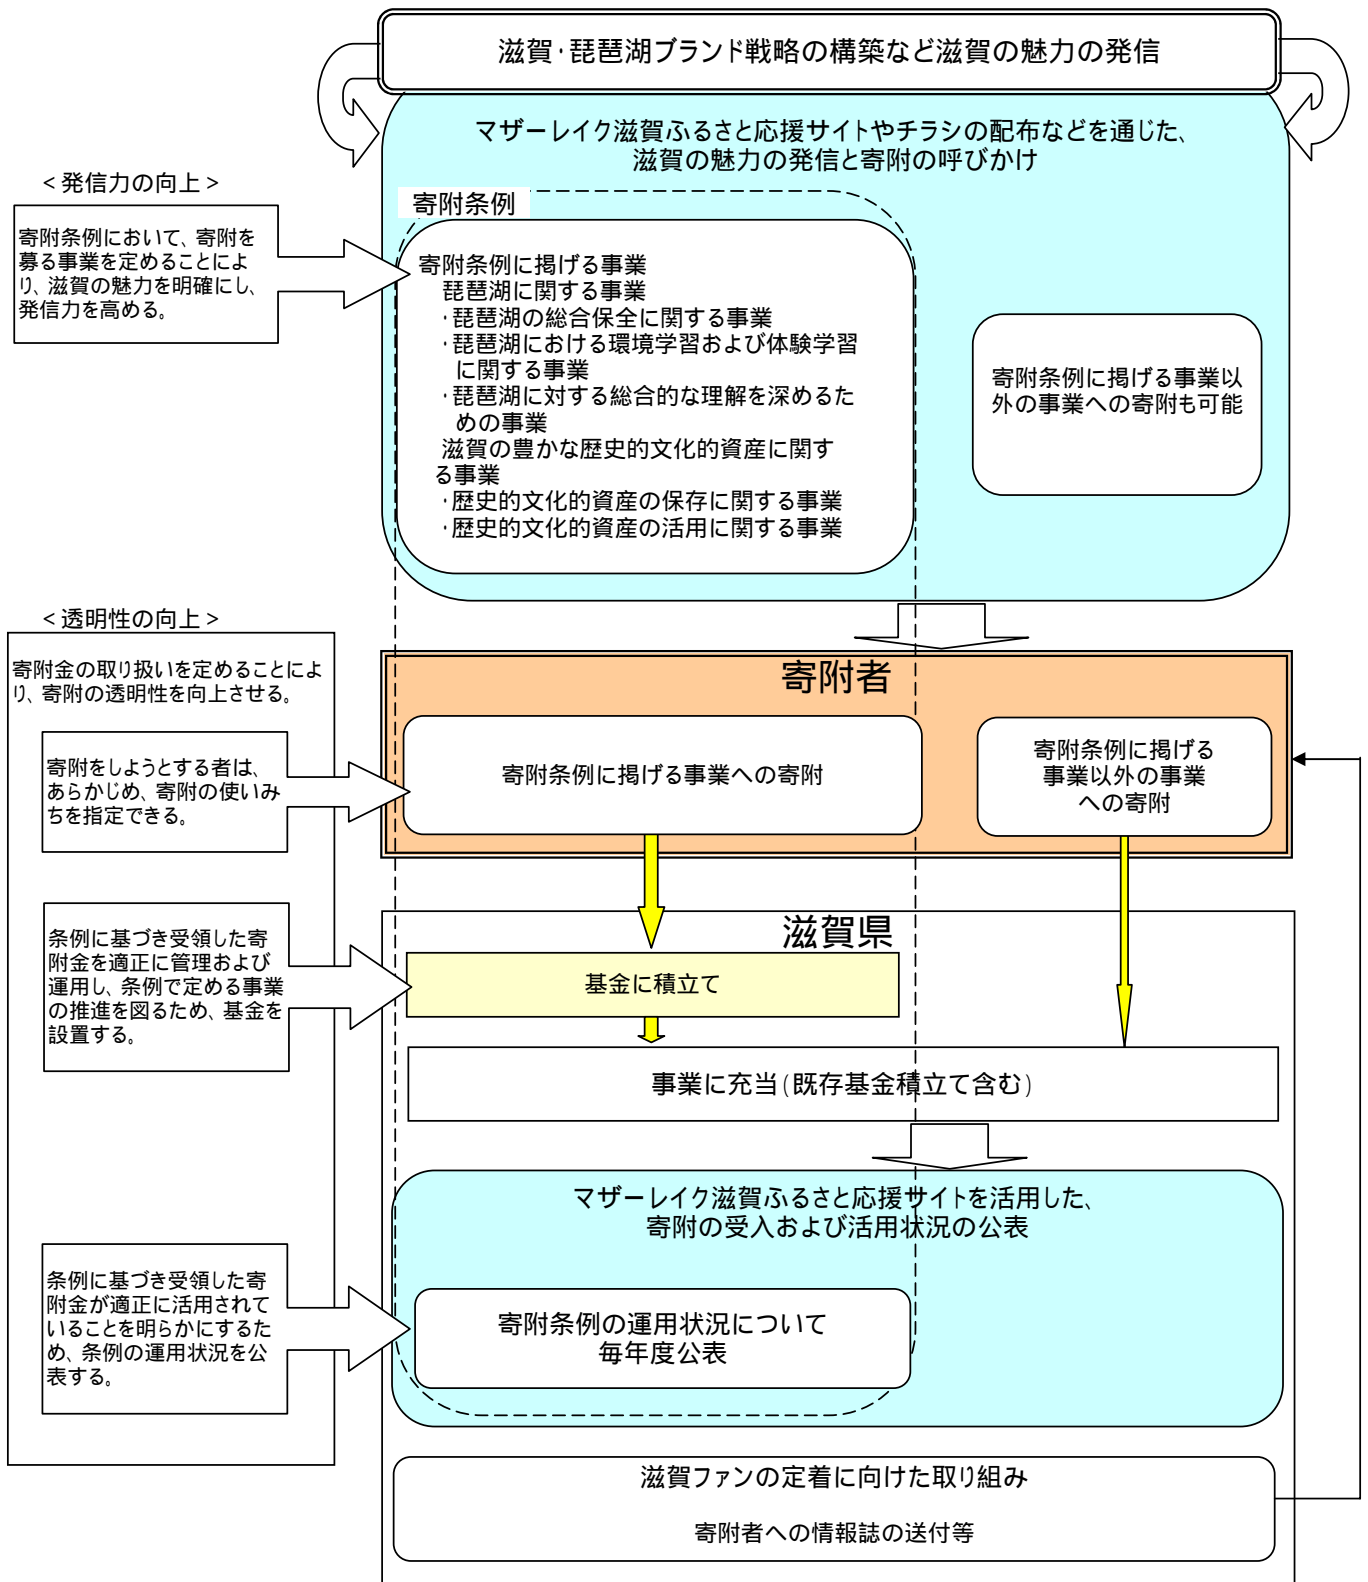 滋賀・琵琶湖ブランド戦略の構築など滋賀の魅力の発信
マザーレイク滋賀ふるさと応援サイトやチラシの配布などを通じた、
滋賀の魅力の発信と寄附の呼びかけ
＜発信力の向上＞
寄附条例において、寄附を
募る事業を定めることによ
り、滋賀の魅力を明確にし、
発信力を高める。
寄附条例
寄附条例に掲げる事業
琵琶湖に関する事業
・琵琶湖の総合保全に関する事業
・琵琶湖における環境学習および体験学習
に関する事業
・琵琶湖に対する総合的な理解を深めるた
めの事業
滋賀の豊かな歴史的文化的資産に関す
る事業
・歴史的文化的資産の保存に関する事業
・歴史的文化的資産の活用に関する事業
寄附条例に掲げる事業以
外の事業への寄附も可能
＜透明性の向上＞
寄附金の取り扱いを定めることによ
り、寄附の透明性を向上させる。
寄附者
寄附をしようとする者は、
あらかじめ、寄附の使いみ
ちを指定できる。
寄附条例に掲げる事業への寄附
寄附条例に掲げる
事業以外の事業
への寄附
滋賀県
条例に基づき受領した寄
附金を適正に管理および
運用し、条例で定める事業
の推進を図るため、基金を
設置する。
基金に積立て
事業に充当（既存基金積立て含む）
マザーレイク滋賀ふるさと応援サイトを活用した、
寄附の受入および活用状況の公表
条例に基づき受領した寄
附金が適正に活用されて
いることを明らかにするた
め、条例の運用状況を公
表する。
寄附条例の運用状況について
毎年度公表
滋賀ファンの定着に向けた取り組み
寄附者への情報誌の送付等